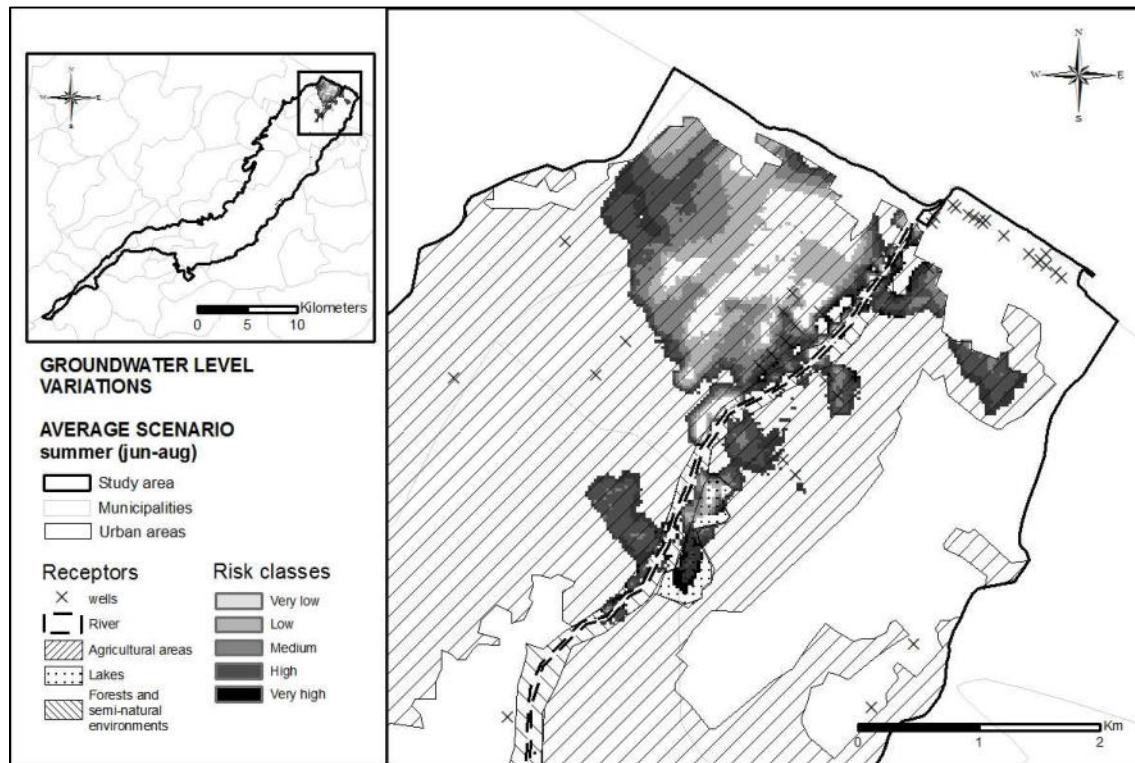 N
W E
S
Kilometers
0 5 10
GROUNDWATER LEVEL
VARIATIONS
AVERAGE SCENARIO
summer (jun-aug)
Study area
Municipalities
Urban areas
Receptors
wells
River
Agricultural areas
Lakes
Forests and
semi-natural
environments
Risk classes
Very low
Low
Medium
High
Very high
N
W E
S
Km
0 1 2